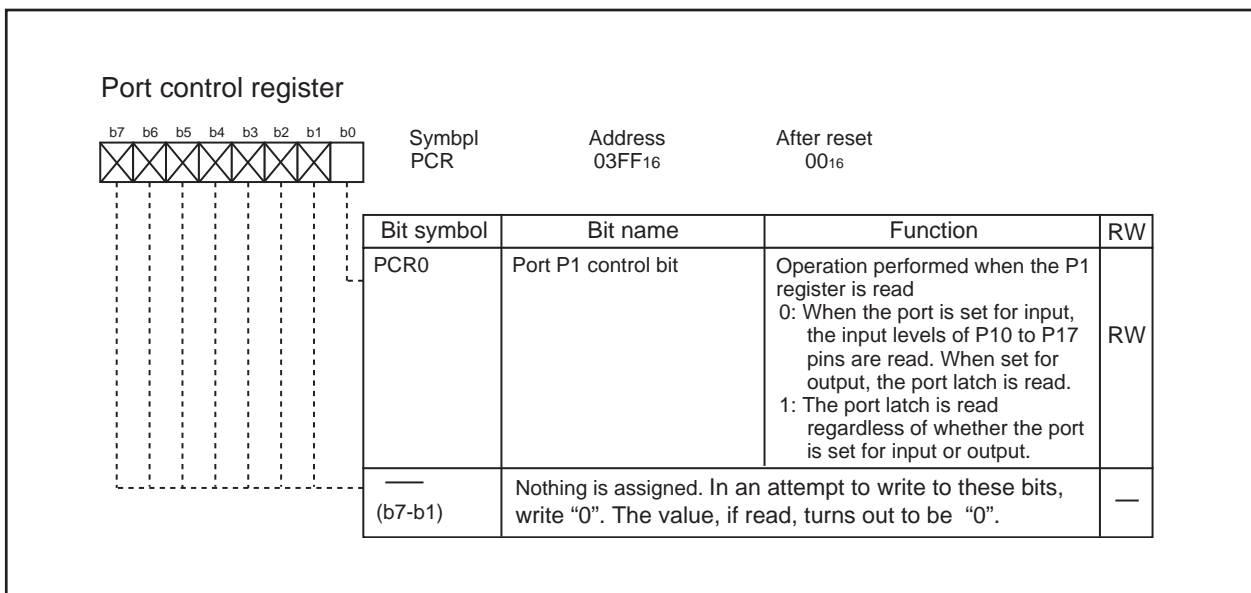 Port control register
b7 b6 b5 b4 b3 b2 b1 b0
Symbpl Address After reset
PCR 03FF16 0016
Bit symbol Bit name Function RW
PCR0 Port P1 control bit Operation performed when the P1
register is read
0: When the port is set for input,
the input levels of P10 to P17 RW
pins are read. When set for
output, the port latch is read.
1: The port latch is read
regardless of whether the port
is set for input or output.
Nothing is assigned. In an attempt to write to these bits,
(b7-b1) write “0”. The value, if read, turns out to be “0”. —